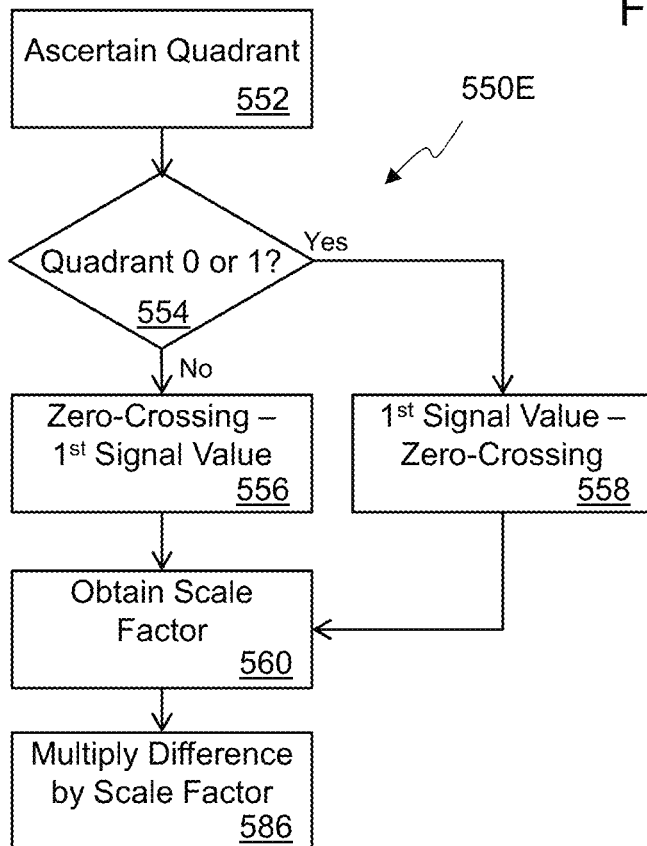 F
Ascertain Quadrant
552
550E
Quadrant 0 or 1?
554
Yes
No
Zero-Crossing –
1st Signal Value
556
1st Signal Value –
Zero-Crossing
558
Obtain Scale
Factor
560
Multiply Difference
by Scale Factor
586